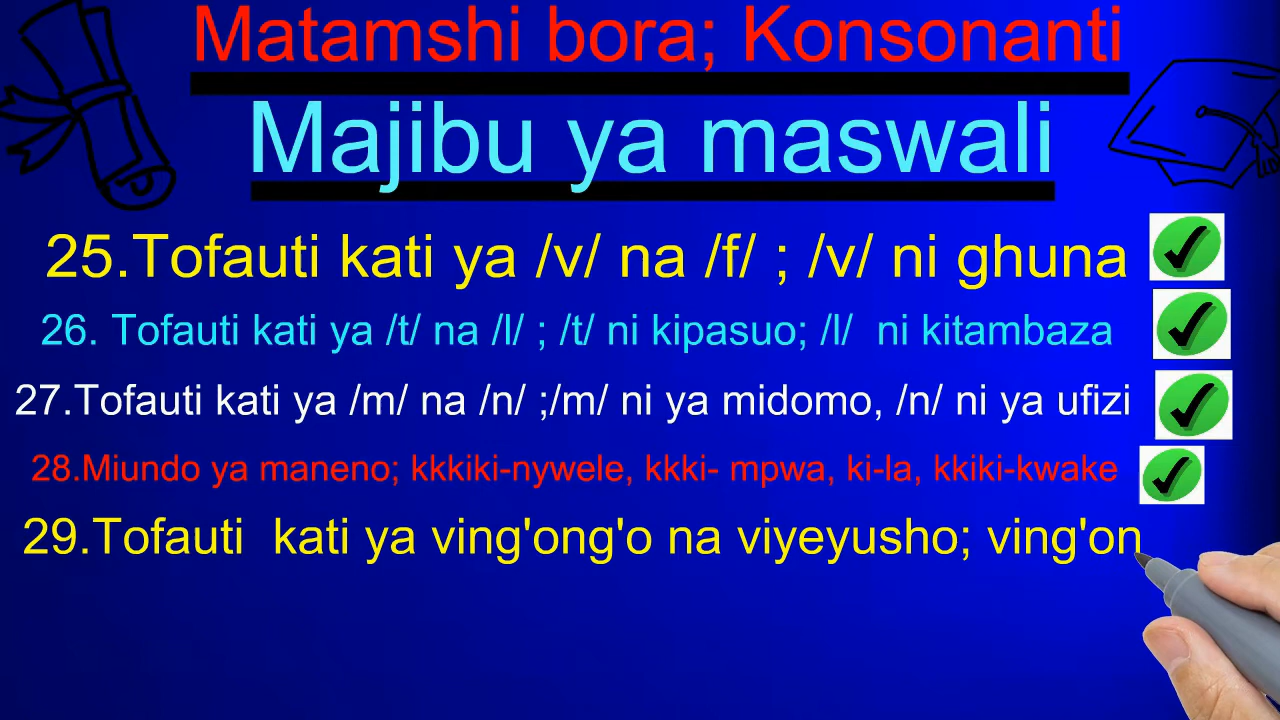 Matamshi bora; Konsonanti
Majibu ya maswali
25.Tofauti kati ya /v/ na /f/ ; /v/ ni ghuna
26. Tofauti kati ya /t/ na /l/ ; /t/ ni kipasuo; /l/ ni kitambaza
27.Tofauti kati ya /m/ na /n/ ;/m/ ni ya midomo, /n/ ni ya ufizi
28.Miundo ya maneno; kkkiki-nywele, kkki- mpwa, ki-la, kkiki-kwake
29.Tofauti kati ya ving'ong'o na viyeyusho; ving'on